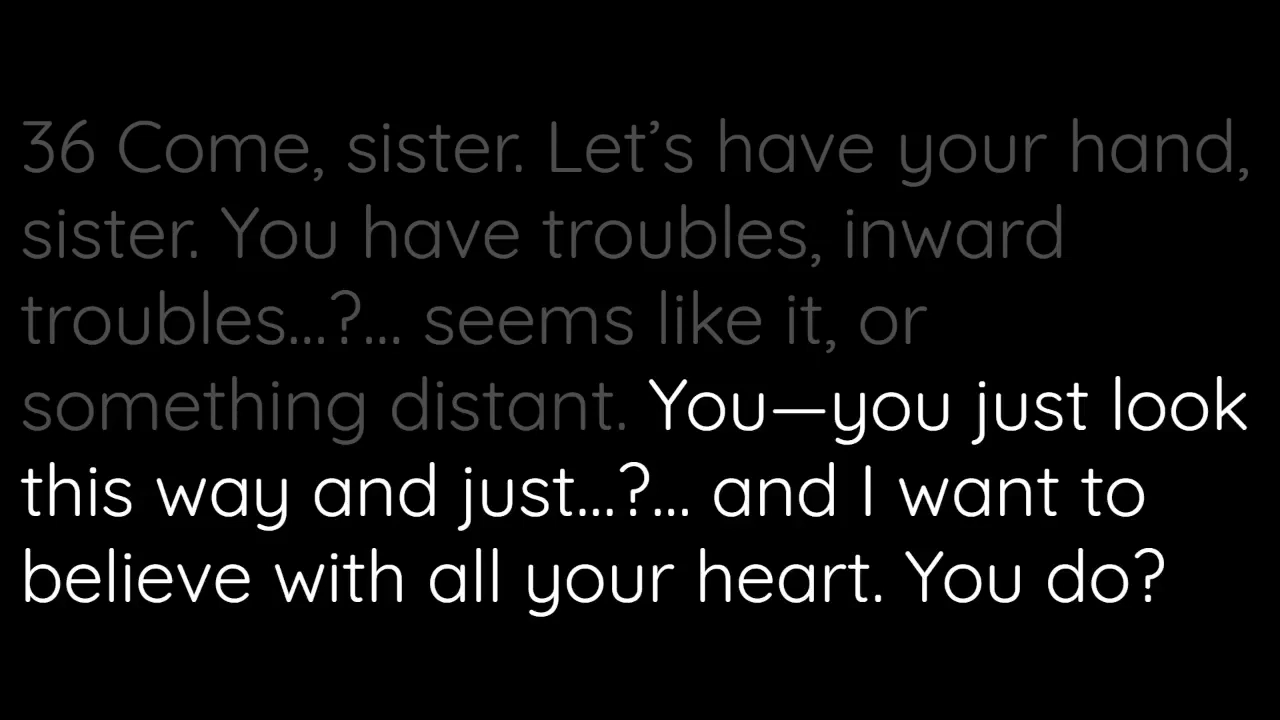 36 Come, sister. Let’s have your hand,
sister. You have troubles, inward
troubles...?... seems like it, or
something distant. You—you just look
this way and just...?... and I want to
believe with all your heart. You do?